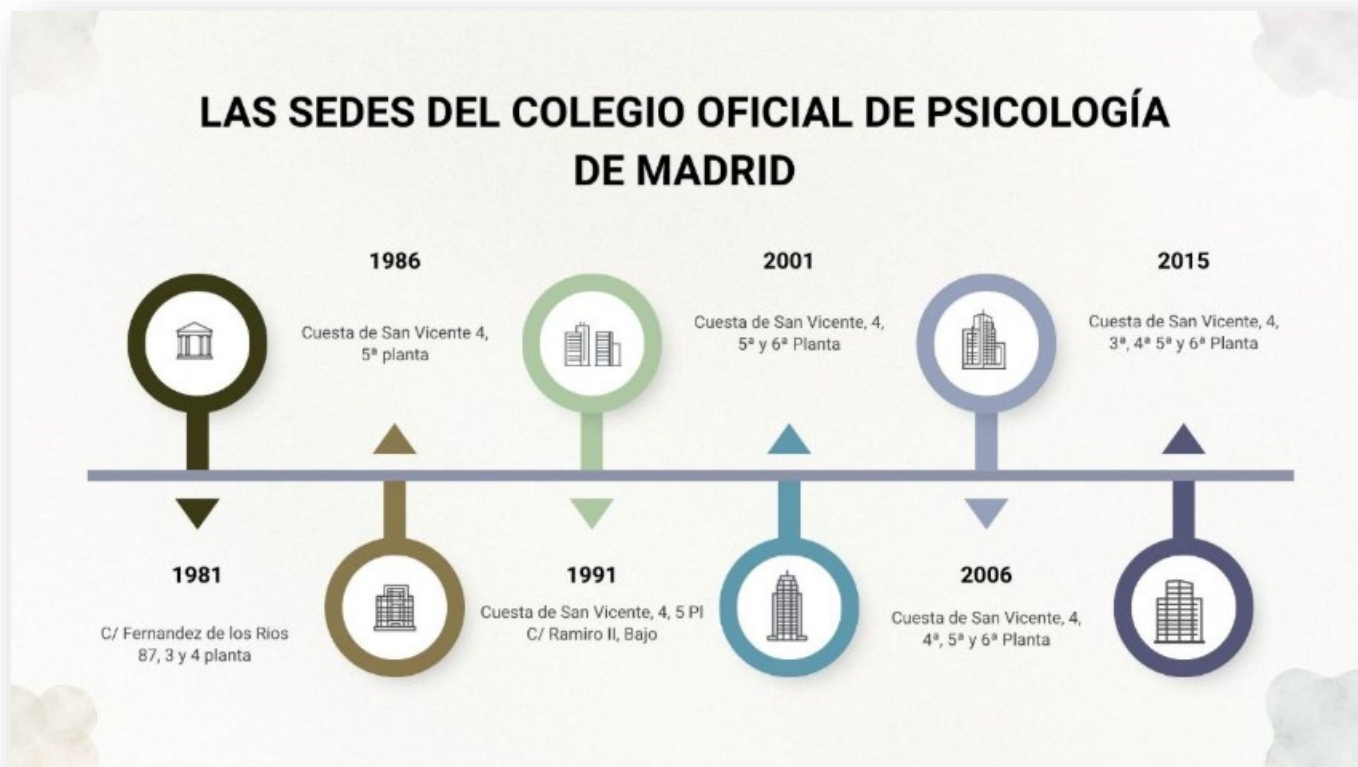 LAS SEDES DEL COLEGIO OFICIAL DE PSICOLOGÍA
DE MADRID
1981
C/ Fernandez de los Rios
87, 3 y 4 planta
1986
Cuesta de San Vicente 4,
5ª planta
1991
Cuesta de San Vicente, 4, 5 Pl
C/ Ramiro II, Bajo
2001
Cuesta de San Vicente, 4,
5ª y 6ª Planta
2006
Cuesta de San Vicente, 4,
4ª, 5ª y 6ª Planta
2015
Cuesta de San Vicente, 4,
3ª, 4ª 5ª y 6ª Planta